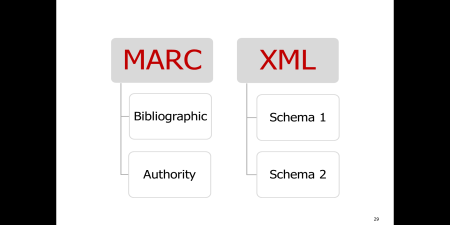 MARC
Bibliographic
Authority
XML
Schema 1
Schema 2
29